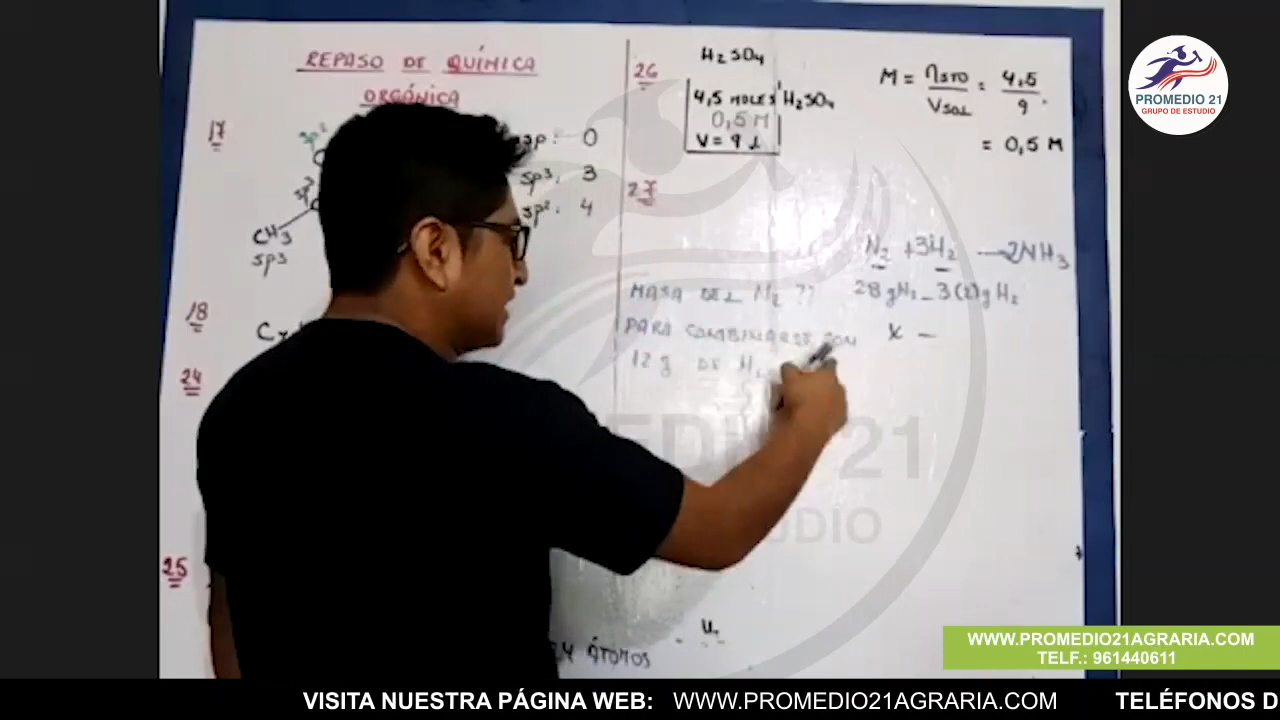 REPASO DE QUÍMICA
ORGÁNICA
17
sp²
sp: 0
sp3: 3
sp²: 4
CH3
sp3
18
24
25
ÁTOMOS
26
H2SO4
4,5 MOLES H2SO4
0,5 M
V = 9 L
M = nSTO / VSOL = 4,5 / 9
= 0,5 M
27
N2 + 3H2 → 2NH3
MASA DEL N2 ??
28 g N2 – 3(2) g H2
PARA COMBINARSE CON
X –
12 g DE H2
PROMEDIO 21
GRUPO DE ESTUDIO
WWW.PROMEDIO21AGRARIA.COM
TELF.: 961440611
VISITA NUESTRA PÁGINA WEB: WWW.PROMEDIO21AGRARIA.COM TELÉFONOS D